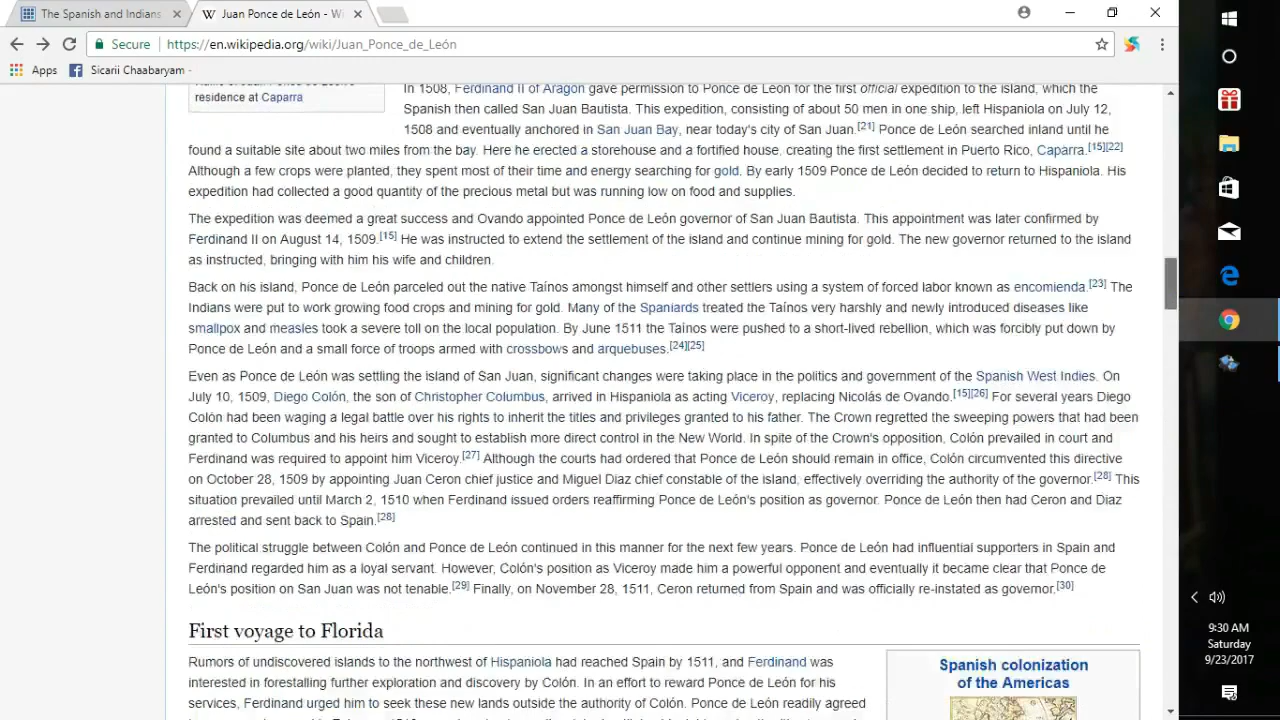 The Spanish and Indians
Juan Ponce de León - Wi
Secure
https://en.wikipedia.org/wiki/Juan_Ponce_de_León
Apps
Sicarii Chaabaryam -
residence at Caparra
In 1508, Ferdinand II of Aragon gave permission to Ponce de León for the first official expedition to the island, which the
Spanish then called San Juan Bautista. This expedition, consisting of about 50 men in one ship, left Hispaniola on July 12,
1508 and eventually anchored in San Juan Bay, near today's city of San Juan.[21] Ponce de León searched inland until he
found a suitable site about two miles from the bay. Here he erected a storehouse and a fortified house, creating the first settlement in Puerto Rico, Caparra.[15][22]
Although a few crops were planted, they spent most of their time and energy searching for gold. By early 1509 Ponce de León decided to return to Hispaniola. His
expedition had collected a good quantity of the precious metal but was running low on food and supplies.
The expedition was deemed a great success and Ovando appointed Ponce de León governor of San Juan Bautista. This appointment was later confirmed by
Ferdinand II on August 14, 1509.[15] He was instructed to extend the settlement of the island and continue mining for gold. The new governor returned to the island
as instructed, bringing with him his wife and children.
Back on his island, Ponce de León parceled out the native Taínos amongst himself and other settlers using a system of forced labor known as encomienda.[23] The
Indians were put to work growing food crops and mining for gold. Many of the Spaniards treated the Taínos very harshly and newly introduced diseases like
smallpox and measles took a severe toll on the local population. By June 1511 the Taínos were pushed to a short-lived rebellion, which was forcibly put down by
Ponce de León and a small force of troops armed with crossbows and arquebuses.[24][25]
Even as Ponce de León was settling the island of San Juan, significant changes were taking place in the politics and government of the Spanish West Indies. On
July 10, 1509, Diego Colón, the son of Christopher Columbus, arrived in Hispaniola as acting Viceroy, replacing Nicolás de Ovando.[15][26] For several years Diego
Colón had been waging a legal battle over his rights to inherit the titles and privileges granted to his father. The Crown regretted the sweeping powers that had been
granted to Columbus and his heirs and sought to establish more direct control in the New World. In spite of the Crown's opposition, Colón prevailed in court and
Ferdinand was required to appoint him Viceroy.[27] Although the courts had ordered that Ponce de León should remain in office, Colón circumvented this directive
on October 28, 1509 by appointing Juan Ceron chief justice and Miguel Diaz chief constable of the island, effectively overriding the authority of the governor.[28] This
situation prevailed until March 2, 1510 when Ferdinand issued orders reaffirming Ponce de León's position as governor. Ponce de León then had Ceron and Diaz
arrested and sent back to Spain.[28]
The political struggle between Colón and Ponce de León continued in this manner for the next few years. Ponce de León had influential supporters in Spain and
Ferdinand regarded him as a loyal servant. However, Colón's position as Viceroy made him a powerful opponent and eventually it became clear that Ponce de
León's position on San Juan was not tenable.[29] Finally, on November 28, 1511, Ceron returned from Spain and was officially re-instated as governor.[30]
First voyage to Florida
Rumors of undiscovered islands to the northwest of Hispaniola had reached Spain by 1511, and Ferdinand was
interested in forestalling further exploration and discovery by Colón. In an effort to reward Ponce de León for his
services, Ferdinand urged him to seek these new lands outside the authority of Colón. Ponce de León readily agreed
Spanish colonization
of the Americas
9:30 AM
Saturday
9/23/2017